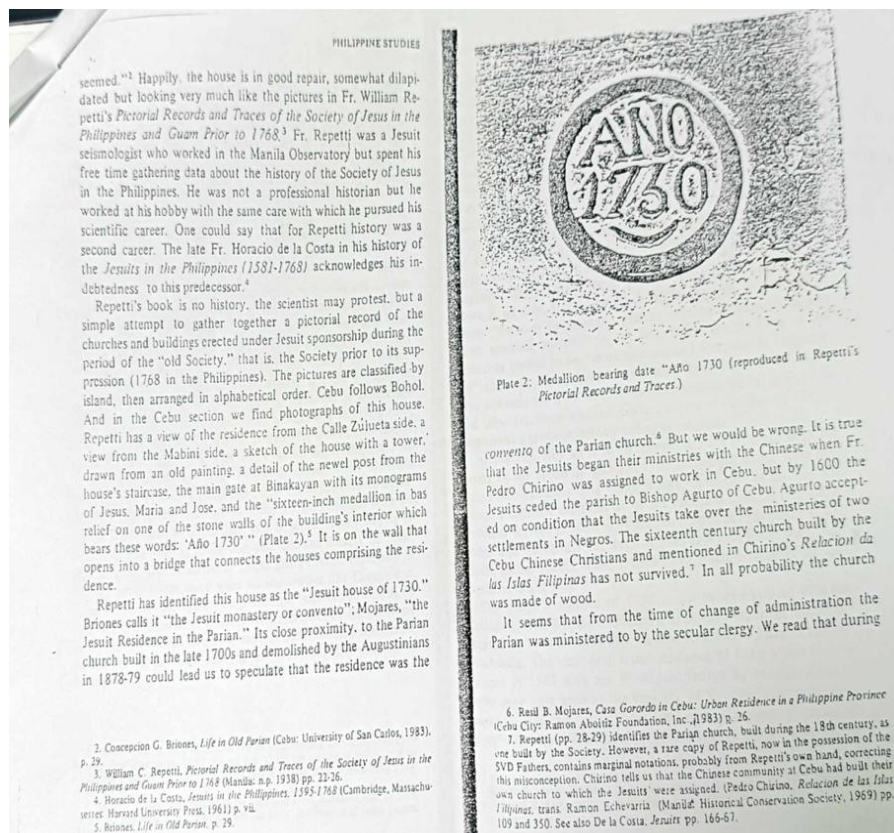 PHILIPPINE STUDIES
seemed."² Happily, the house is in good repair, somewhat dilapi-
dated but looking very much like the pictures in Fr. William Re-
petti's Pictorial Records and Traces of the Society of Jesus in the
Philippines and Guam Prior to 1768.³ Fr. Repetti was a Jesuit
seismologist who worked in the Manila Observatory but spent his
free time gathering data about the history of the Society of Jesus
in the Philippines. He was not a professional historian but he
worked at his hobby with the same care with which he pursued his
scientific career. One could say that for Repetti history was a
second career. The late Fr. Horacio de la Costa in his history of
the Jesuits in the Philippines (1581-1768) acknowledges his in-
debtedness to this predecessor.⁴
Repetti's book is no history, the scientist may protest, but a
simple attempt to gather together a pictorial record of the
churches and buildings erected under Jesuit sponsorship during the
period of the "old Society," that is, the Society prior to its sup-
pression (1768 in the Philippines). The pictures are classified by
island, then arranged in alphabetical order. Cebu follows Bohol.
And in the Cebu section we find photographs of this house.
Repetti has a view of the residence from the Calle Zulueta side, a
view from the Mabini side, a sketch of the house with a tower,
drawn from an old painting, a detail of the newel post from the
house's staircase, the main gate at Binakayan with its monograms
of Jesus, Maria and Jose, and the "sixteen-inch medallion in bas
relief on one of the stone walls of the building's interior which
bears these words: 'Año 1730' " (Plate 2).⁵ It is on the wall that
opens into a bridge that connects the houses comprising the resi-
dence.
Repetti has identified this house as the "Jesuit house of 1730."
Briones calls it "the Jesuit monastery or convento"; Mojares, "the
Jesuit Residence in the Parian." Its close proximity, to the Parian
church built in the late 1700s and demolished by the Augustinians
in 1878-79 could lead us to speculate that the residence was the
2. Concepcion G. Briones, Life in Old Parian (Cebu: University of San Carlos, 1983),
p. 29.
3. William C. Repetti, Pictorial Records and Traces of the Society of Jesus in the
Philippines and Guam Prior to 1768 (Manila: n.p. 1938) pp. 22-26.
4. Horacio de la Costa, Jesuits in the Philippines, 1595-1768 (Cambridge, Massachu-
setts: Harvard University Press, 1961) p. vii.
5. Briones, Life in Old Parian, p. 29.
ANO
1730
Plate 2: Medallion bearing date "Año 1730 (reproduced in Repetti's
Pictorial Records and Traces.)
convento of the Parian church.⁶ But we would be wrong. It is true
that the Jesuits began their ministries with the Chinese when Fr.
Pedro Chirino was assigned to work in Cebu, but by 1600 the
Jesuits ceded the parish to Bishop Agurto of Cebu. Agurto accept-
ed on condition that the Jesuits take over the ministeries of two
settlements in Negros. The sixteenth century church built by the
Cebu Chinese Christians and mentioned in Chirino's Relacion de
las Islas Filipinas has not survived.⁷ In all probability the church
was made of wood.
It seems that from the time of change of administration the
Parian was ministered to by the secular clergy. We read that during
6. Resil B. Mojares, Casa Gorordo in Cebu: Urban Residence in a Philippine Province
(Cebu City: Ramon Aboitiz Foundation, Inc., 1983) p. 26.
7. Repetti (pp. 28-29) identifies the Parian church, built during the 18th century, as
one built by the Society. However, a rare copy of Repetti, now in the possession of the
SVD Fathers, contains marginal notations, probably from Repetti's own hand, correcting
this misconception. Chirino tells us that the Chinese community at Cebu had built their
own church to which the Jesuits were assigned. (Pedro Chirino, Relacion de las Islas
Filipinas, trans. Ramon Echevarria (Manila: Historical Conservation Society, 1969) pp.
109 and 350. See also De la Costa, Jesuits pp. 166-67.